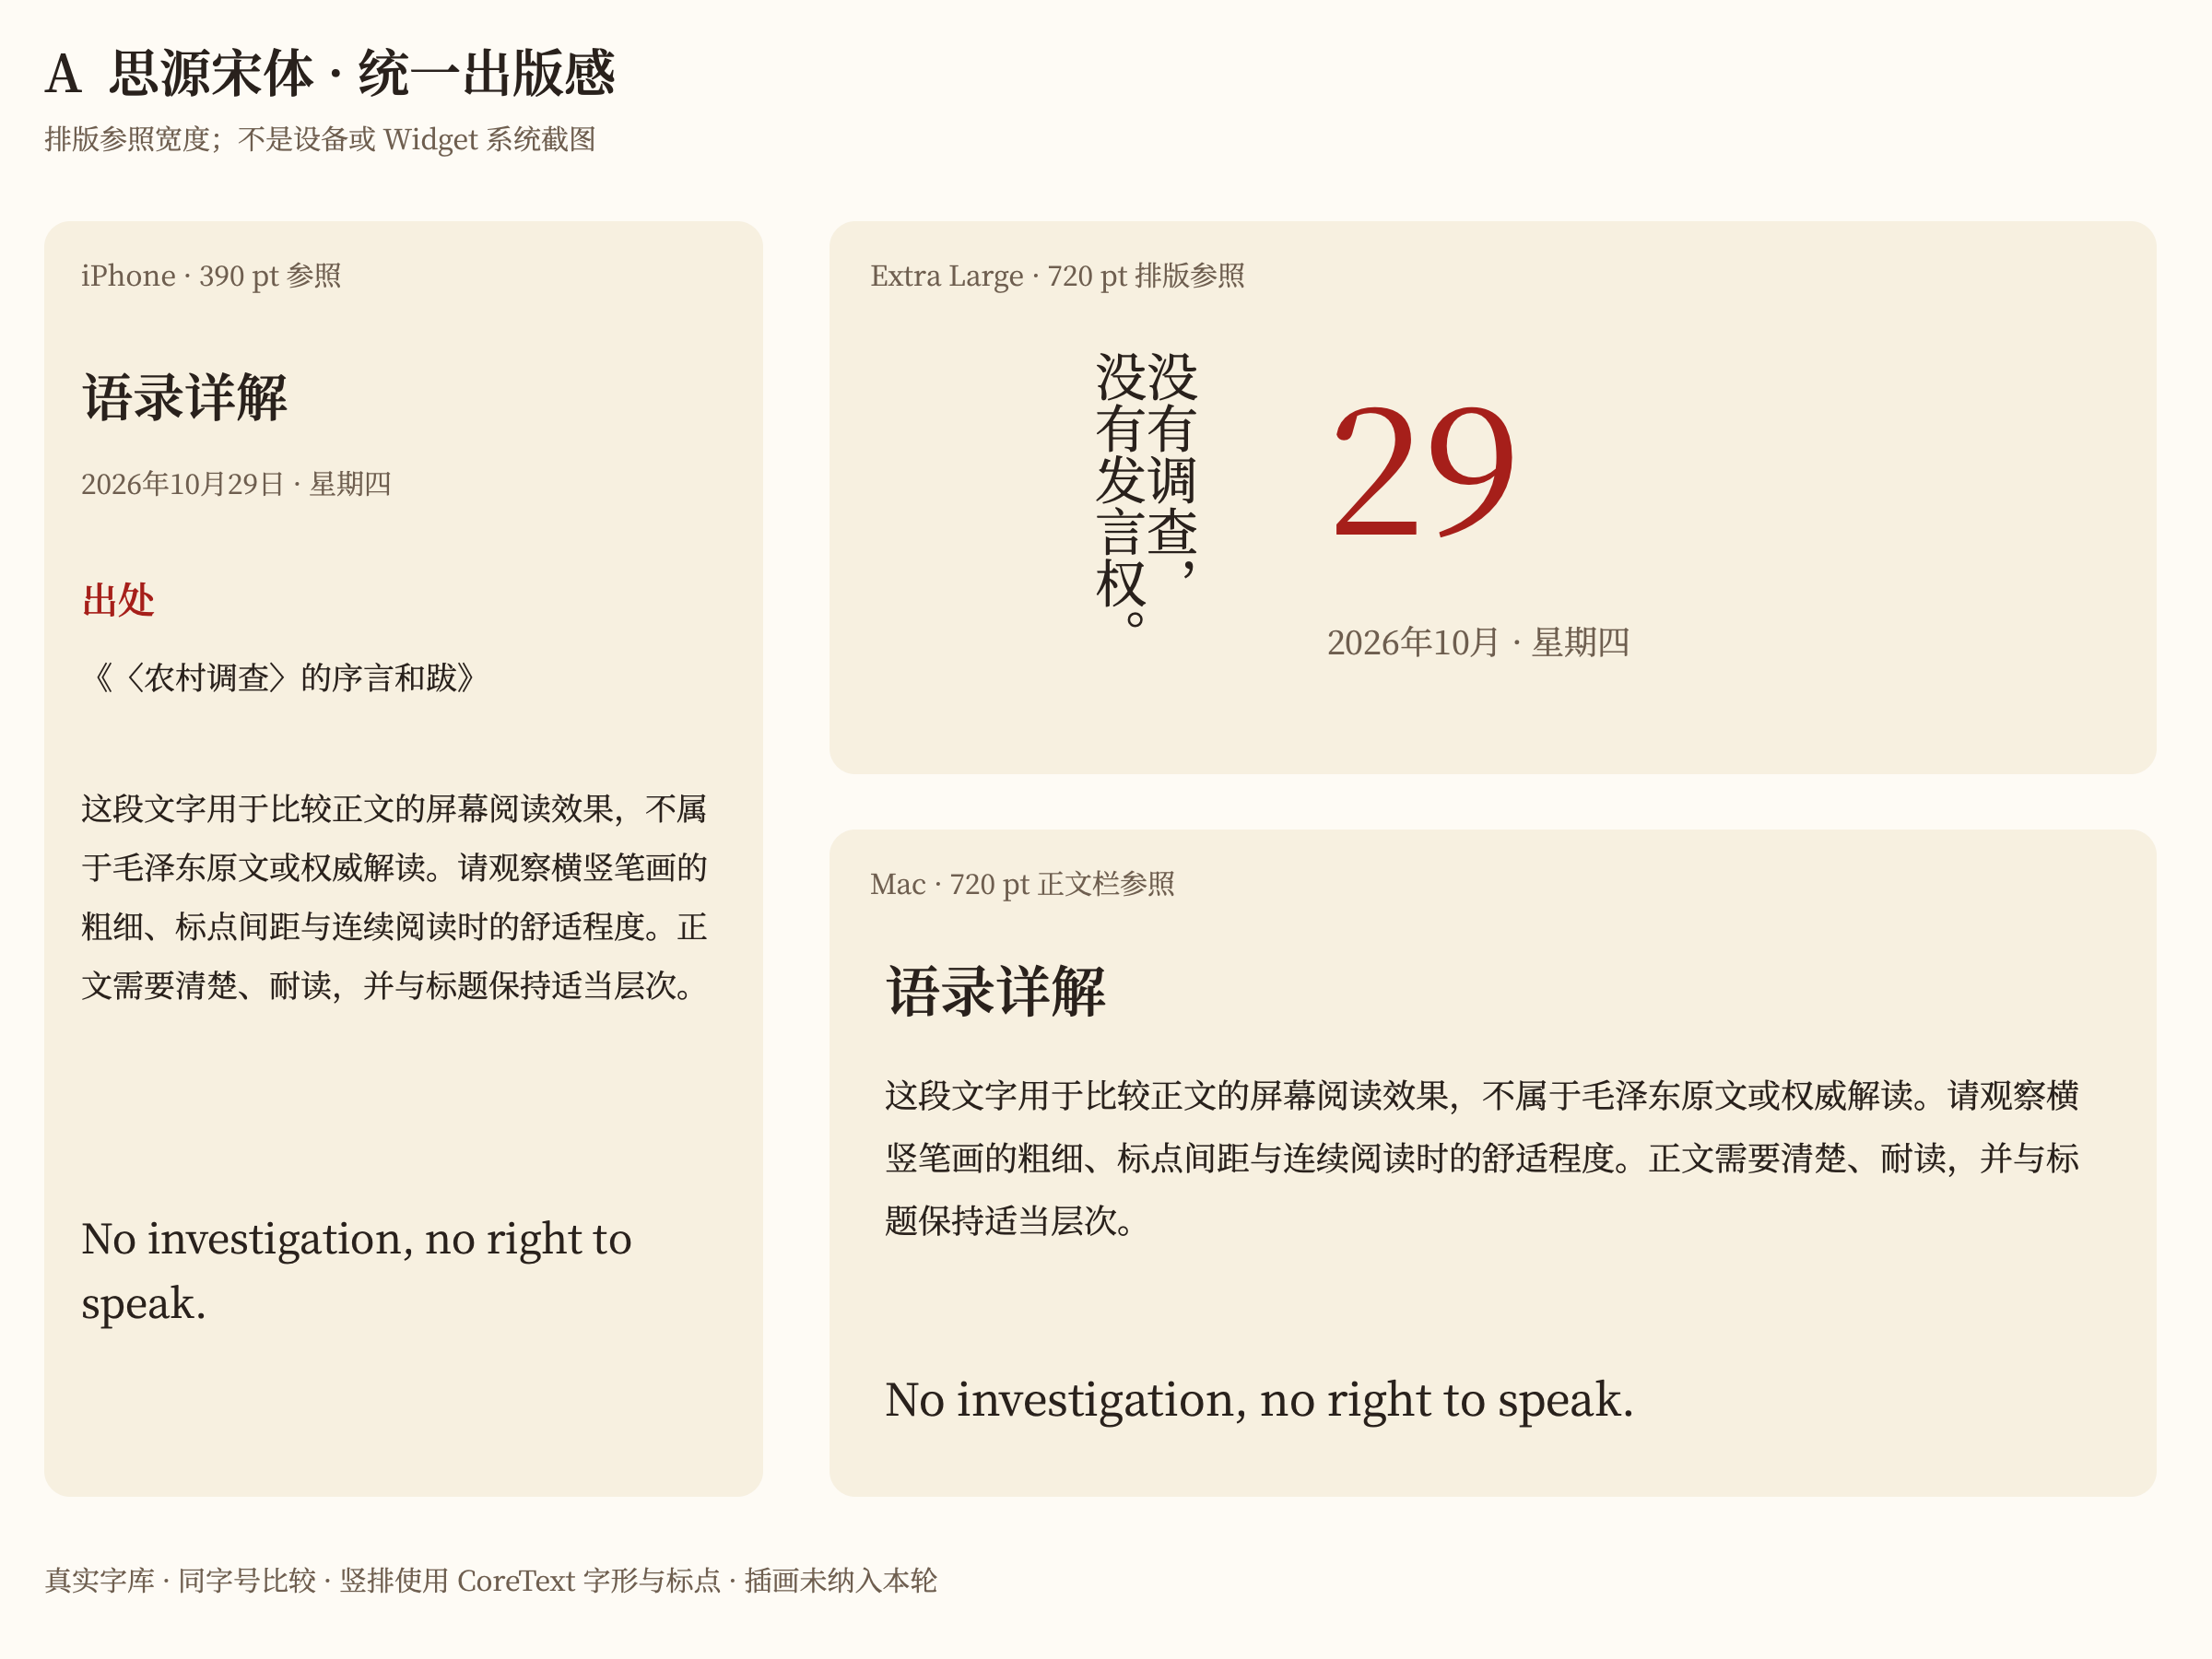 A 思源宋体 · 统一出版感
排版参照宽度；不是设备或 Widget 系统截图
iPhone · 390 pt 参照
语录详解
2026年10月29日 · 星期四
出处
《〈农村调查〉的序言和跋》
这段文字用于比较正文的屏幕阅读效果，不属
于毛泽东原文或权威解读。请观察横竖笔画的
粗细、标点间距与连续阅读时的舒适程度。正
文需要清楚、耐读，并与标题保持适当层次。
No investigation, no right to
speak.
Extra Large · 720 pt 排版参照
没有调查，
没有发言权。
29
2026年10月 · 星期四
Mac · 720 pt 正文栏参照
语录详解
这段文字用于比较正文的屏幕阅读效果，不属于毛泽东原文或权威解读。请观察横
竖笔画的粗细、标点间距与连续阅读时的舒适程度。正文需要清楚、耐读，并与标
题保持适当层次。
No investigation, no right to speak.
真实字库 · 同字号比较 · 竖排使用 CoreText 字形与标点 · 插画未纳入本轮